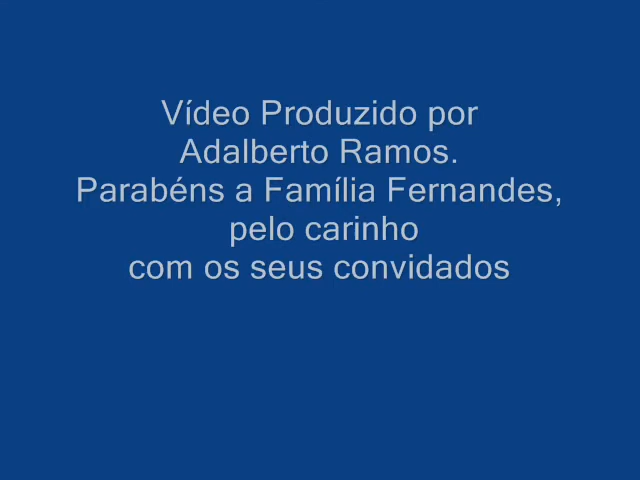 Vídeo Produzido por
Adalberto Ramos.
Parabéns a Família Fernandes,
pelo carinho
com os seus convidados